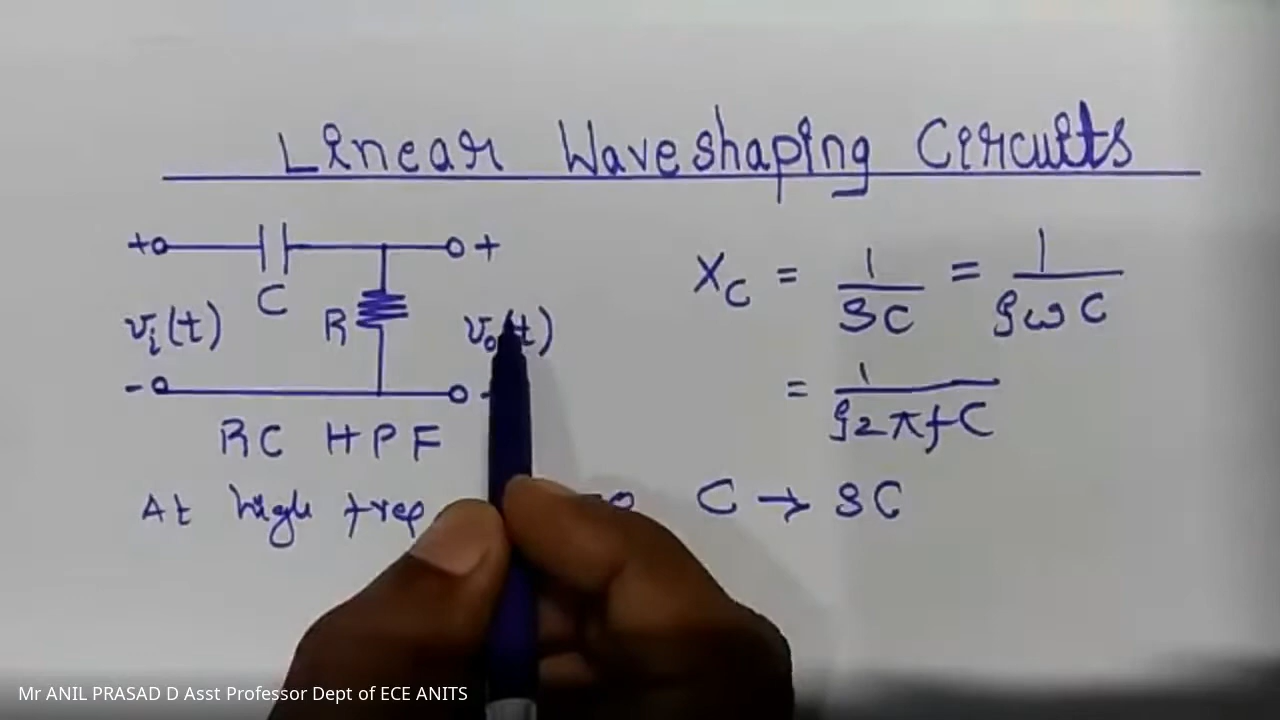 Linear Waveshaping Circuits
+ +
C
vi(t) R vo(t)
- -
RC HPF
XC = 1/SC = 1/jωC
= 1/j2πfC
At high freq C → SC
Mr ANIL PRASAD D Asst Professor Dept of ECE ANITS